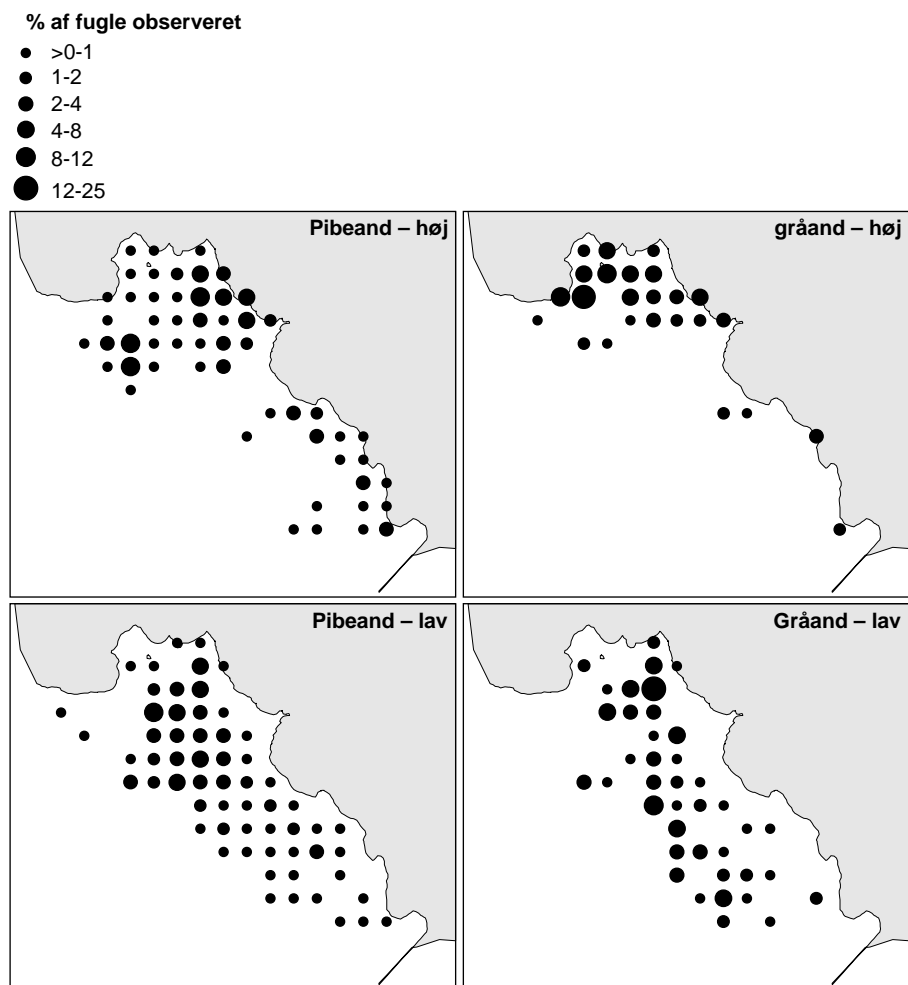 % af fugle observeret
>0-1
1-2
2-4
4-8
8-12
12-25
Pibeand – høj
gråand – høj
Pibeand – lav
Gråand – lav